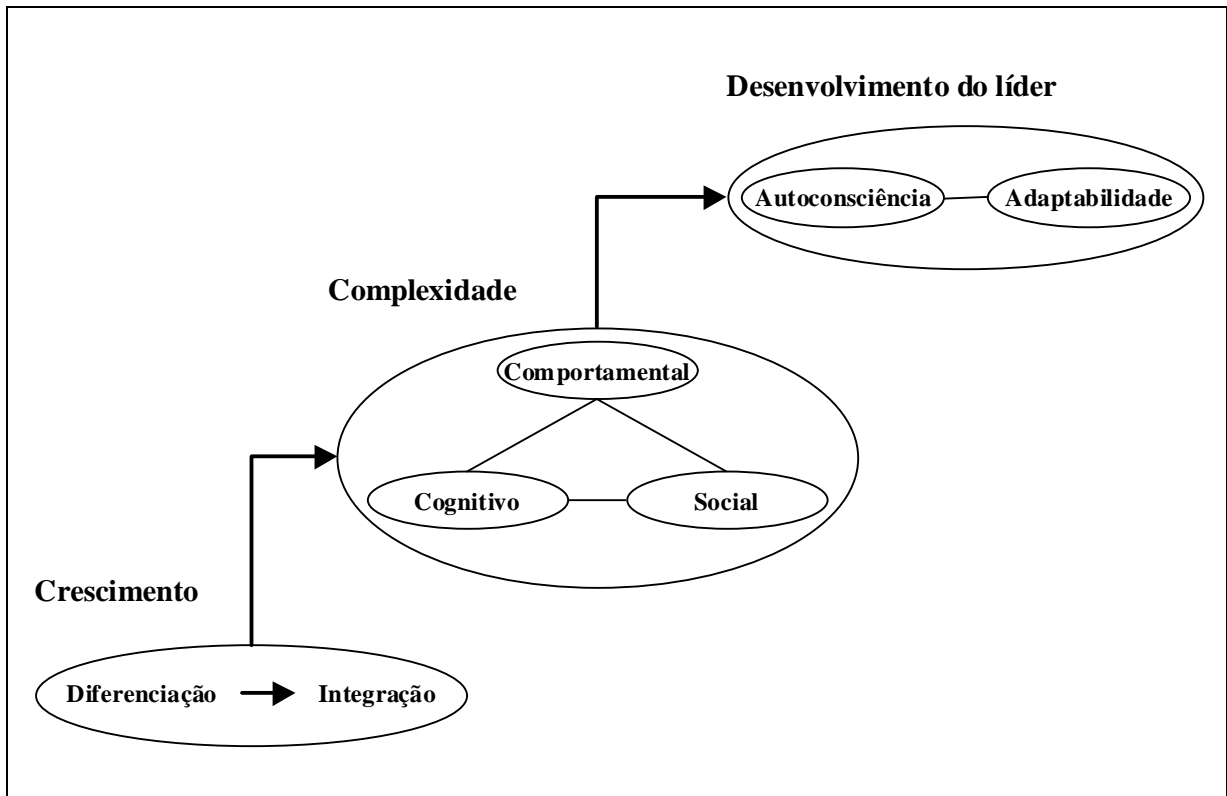 Desenvolvimento do líder
Autoconsciência
Adaptabilidade
Complexidade
Comportamental
Cognitivo
Social
Crescimento
Diferenciação
Integração